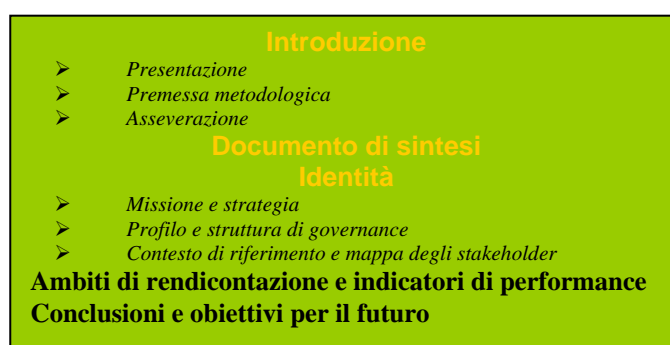 Introduzione
➢ Presentazione
➢ Premessa metodologica
➢ Asseverazione
Documento di sintesi
Identità
➢ Missione e strategia
➢ Profilo e struttura di governance
➢ Contesto di riferimento e mappa degli stakeholder
Ambiti di rendicontazione e indicatori di performance
Conclusioni e obiettivi per il futuro